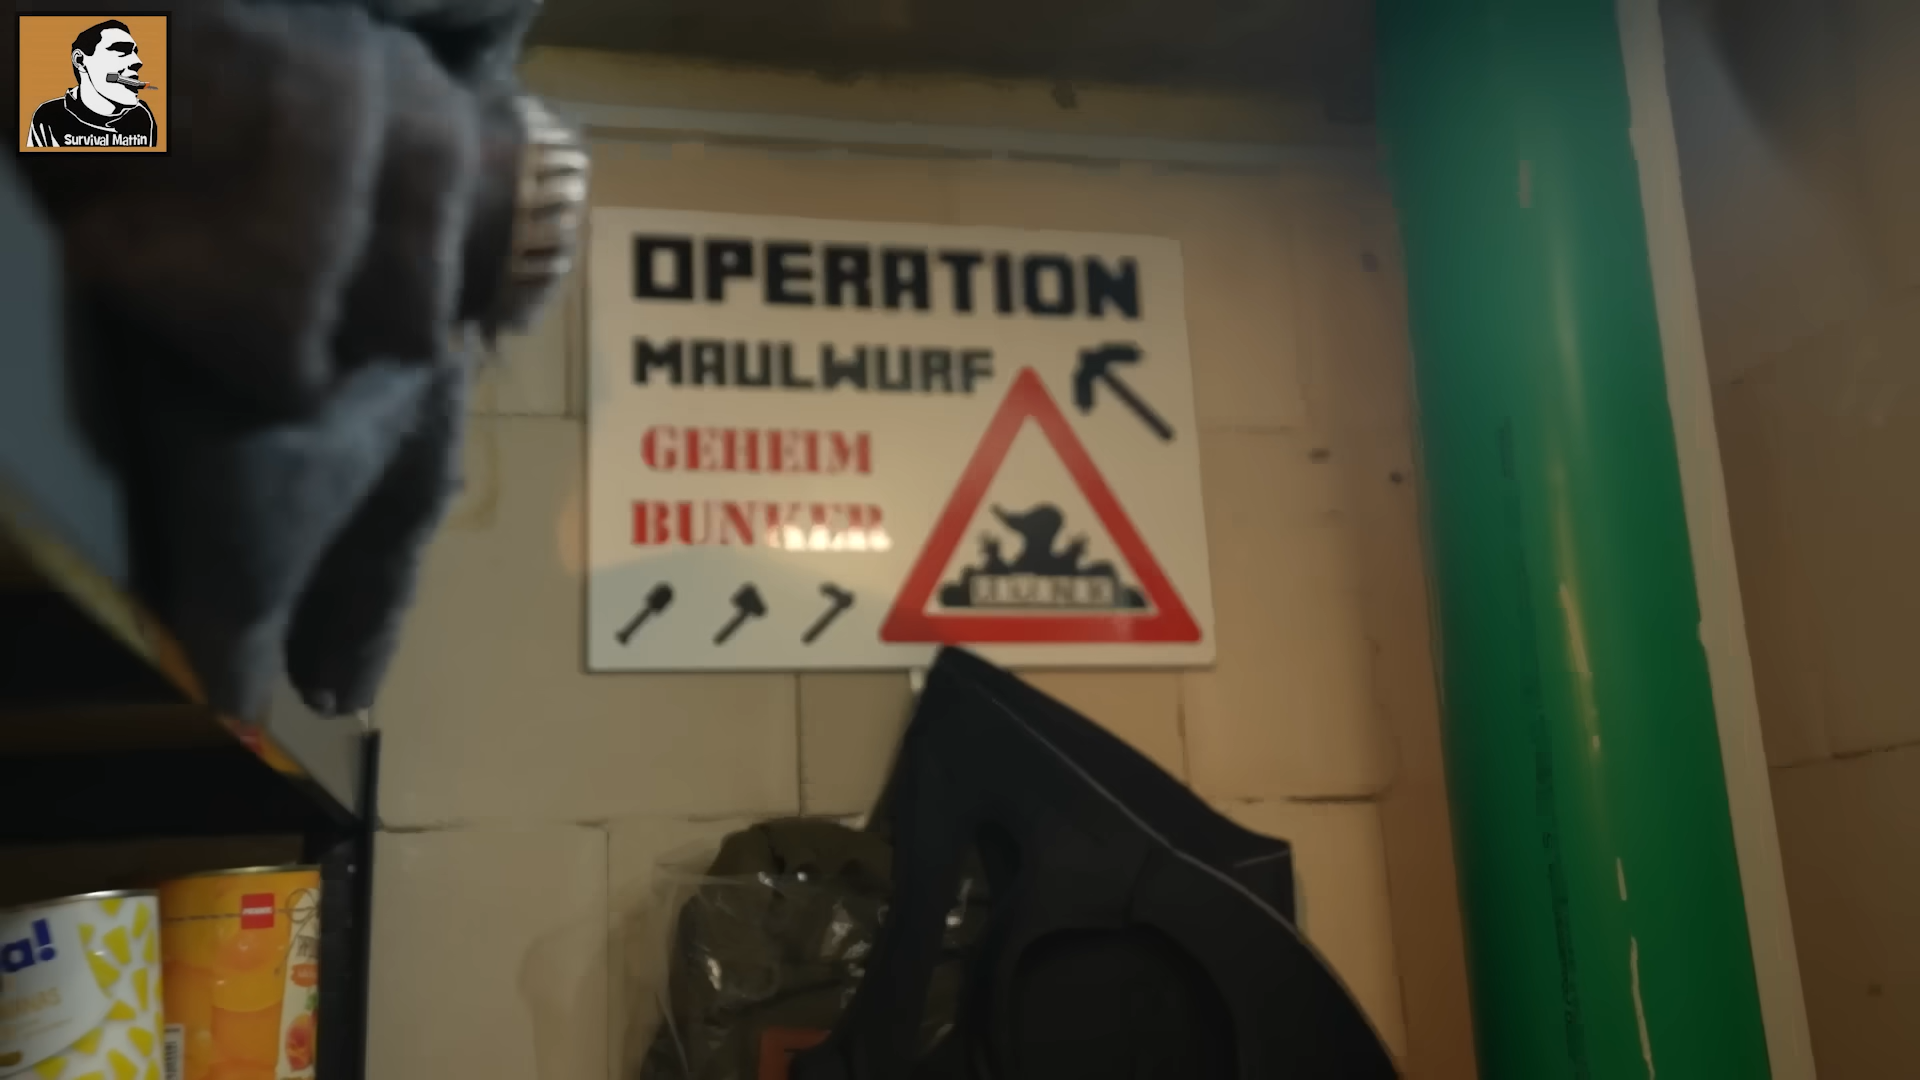 Survival Mattin
OPERATION
MAULWURF
GEHEIM
BUNKER
a!